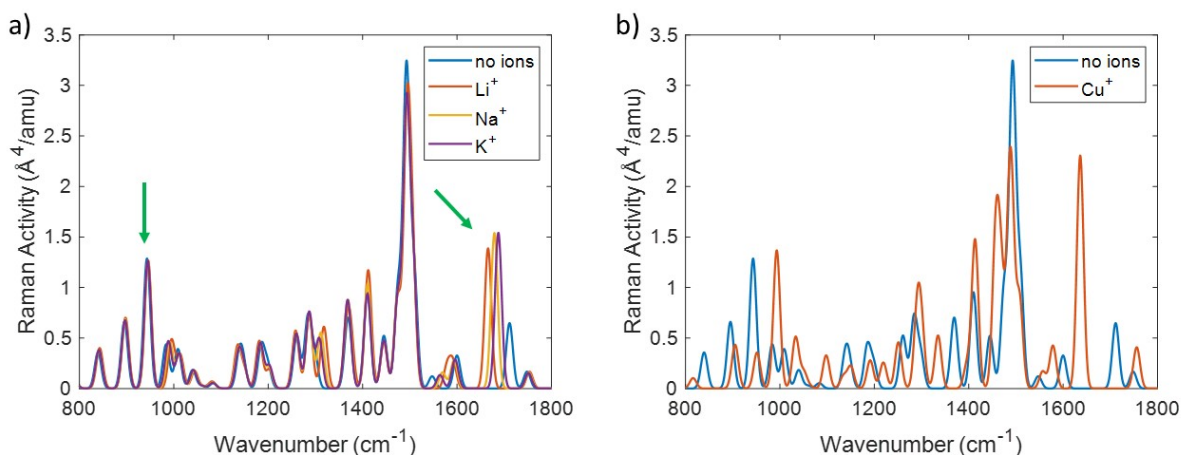 a)
3.5
3
2.5
2
1.5
1
0.5
0
Raman Activity (Å⁴/amu)
no ions
Li⁺
Na⁺
K⁺
800 1000 1200 1400 1600 1800
Wavenumber (cm⁻¹)
b)
3.5
3
2.5
2
1.5
1
0.5
0
Raman Activity (Å⁴/amu)
no ions
Cu⁺
800 1000 1200 1400 1600 1800
Wavenumber (cm⁻¹)